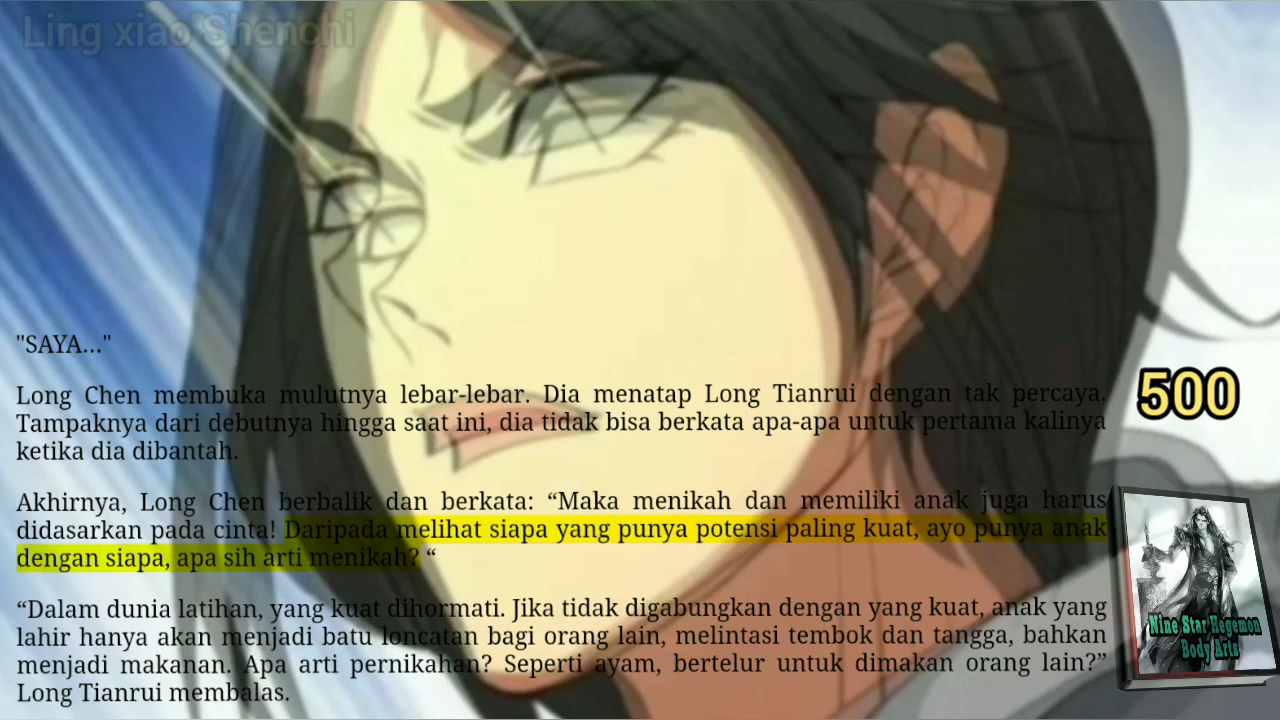 Ling xiao Shenchi
"SAYA..."
Long Chen membuka mulutnya lebar-lebar. Dia menatap Long Tianrui dengan tak percaya.
Tampaknya dari debutnya hingga saat ini, dia tidak bisa berkata apa-apa untuk pertama kalinya
ketika dia dibantah.
Akhirnya, Long Chen berbalik dan berkata: “Maka menikah dan memiliki anak juga harus
didasarkan pada cinta! Daripada melihat siapa yang punya potensi paling kuat, ayo punya anak
dengan siapa, apa sih arti menikah? “
“Dalam dunia latihan, yang kuat dihormati. Jika tidak digabungkan dengan yang kuat, anak yang
lahir hanya akan menjadi batu loncatan bagi orang lain, melintasi tembok dan tangga, bahkan
menjadi makanan. Apa arti pernikahan? Seperti ayam, bertelur untuk dimakan orang lain?”
Long Tianrui membalas.
500
Nine Star Hegemon
Body Arts